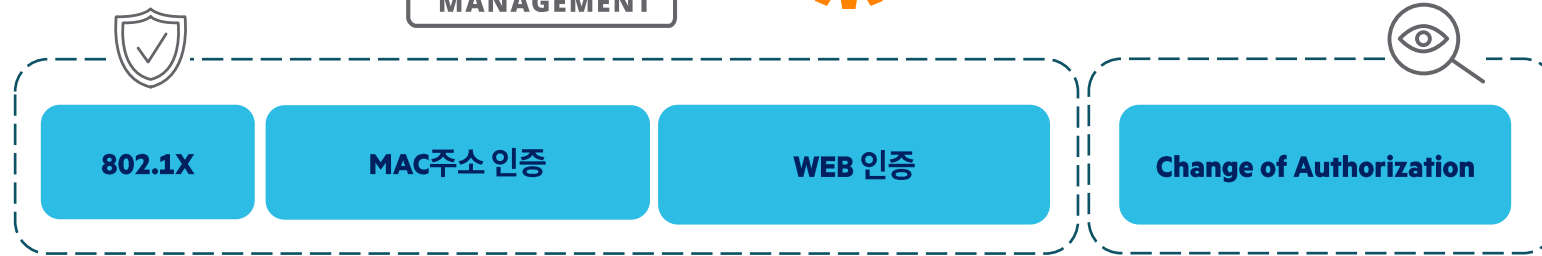 MANAGEMENT
802.1X
MAC주소 인증
WEB 인증
Change of Authorization